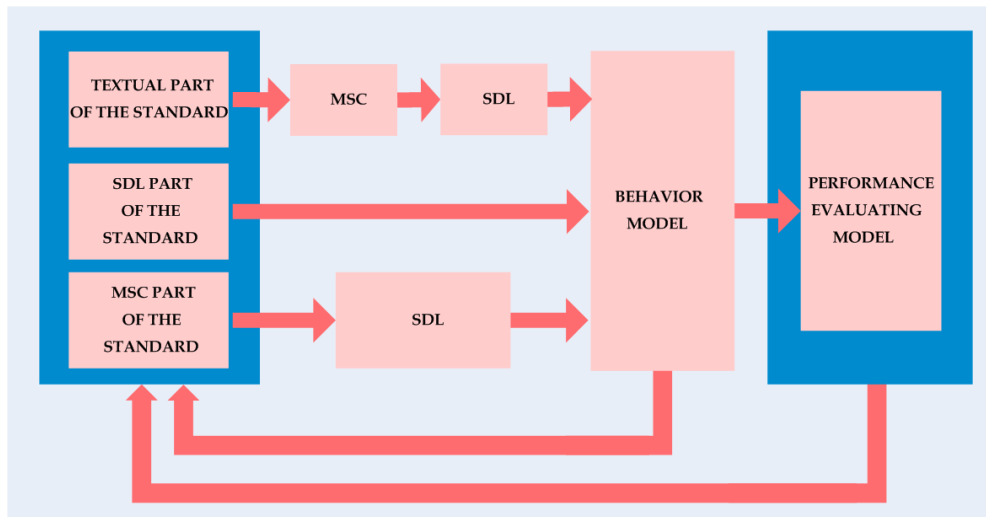 TEXTUAL PART
OF THE STANDARD
MSC
SDL
SDL PART
OF THE
STANDARD
BEHAVIOR
MODEL
PERFORMANCE
EVALUATING
MODEL
MSC PART
OF THE
STANDARD
SDL